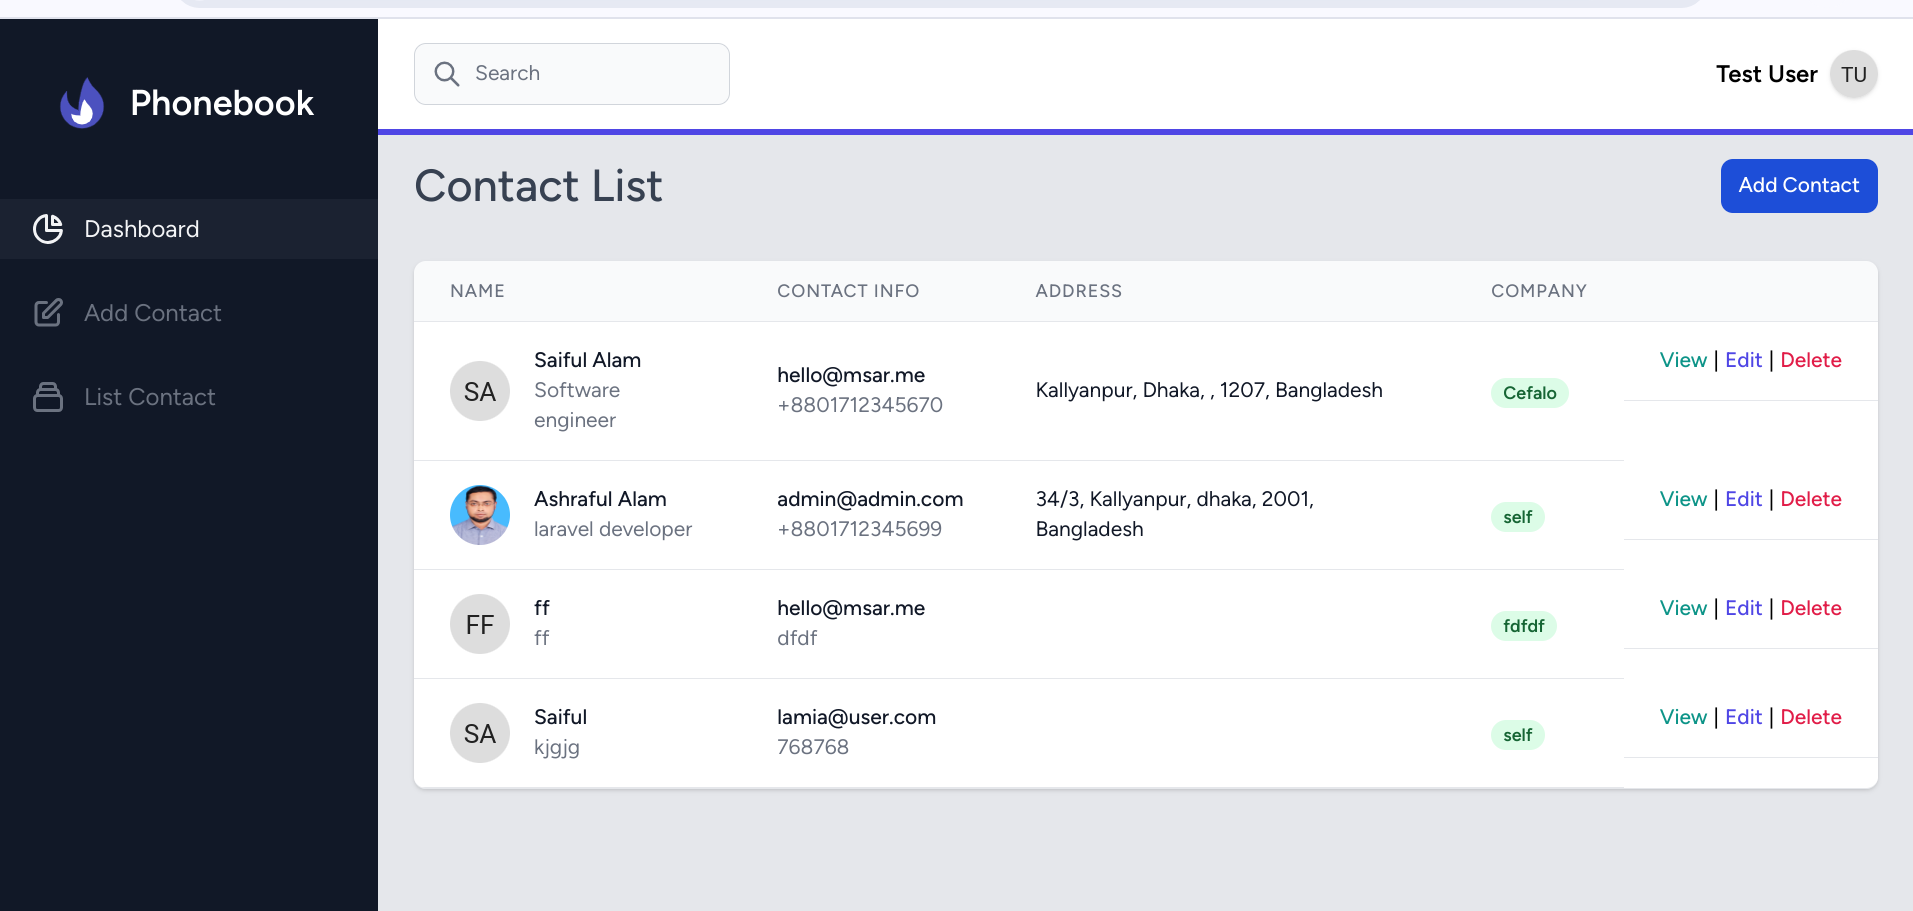 Phonebook
Search
Test User TU
Contact List
Add Contact
Dashboard
Add Contact
List Contact
NAME CONTACT INFO ADDRESS COMPANY
SA
Saiful Alam
Software
engineer
hello@msar.me
+8801712345670
Kallyanpur, Dhaka, , 1207, Bangladesh
Cefalo
View | Edit | Delete
Ashraful Alam
laravel developer
admin@admin.com
+8801712345699
34/3, Kallyanpur, dhaka, 2001,
Bangladesh
self
View | Edit | Delete
FF
ff
ff
hello@msar.me
dfdf
fdfdf
View | Edit | Delete
SA
Saiful
kjgjg
lamia@user.com
768768
self
View | Edit | Delete